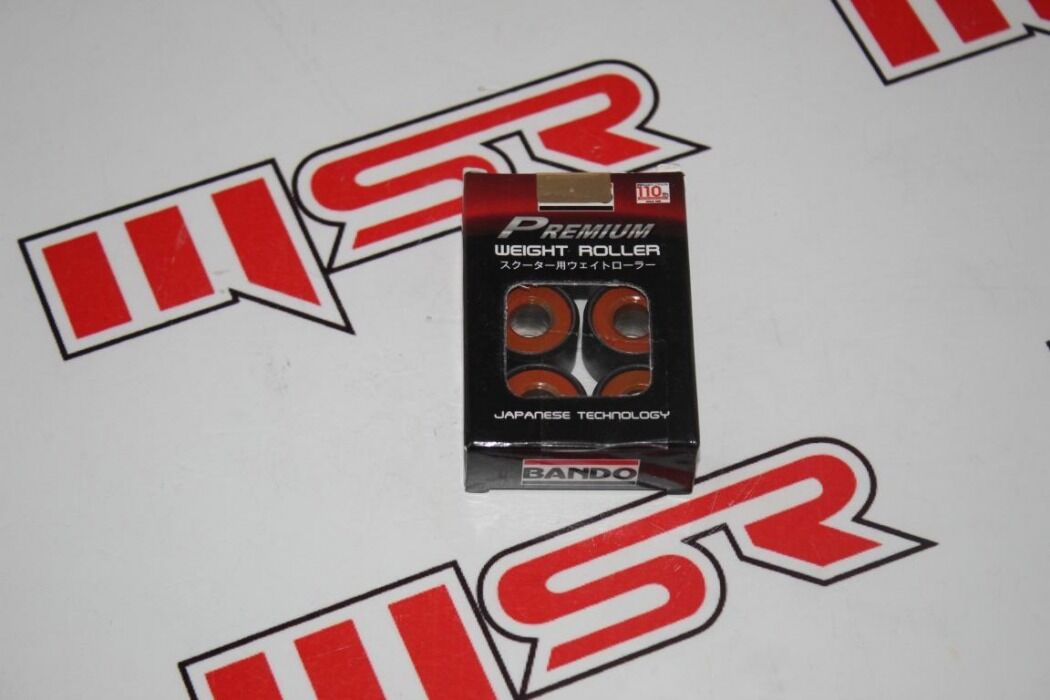 MSR
110th
PREMIUM
WEIGHT ROLLER
スクーター用ウェイトローラー
JAPANESE TECHNOLOGY
BANDO
MSR